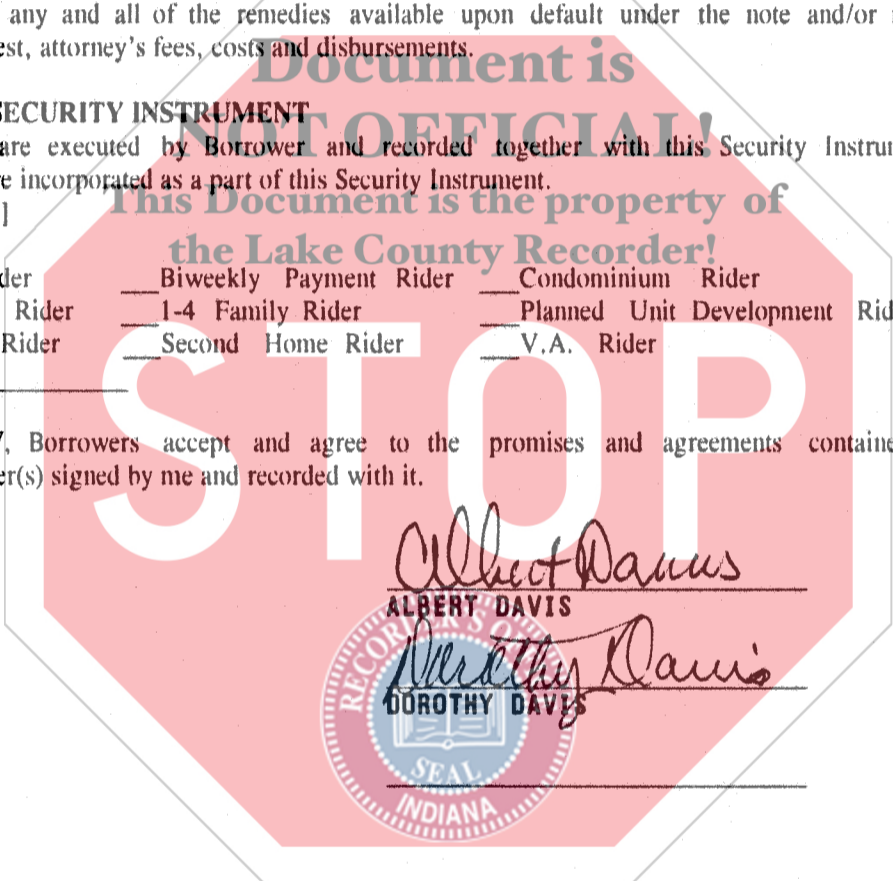 any and all of the remedies available upon default under the note and/or
est, attorney's fees, costs and disbursements.
Document is
SECURITY INSTRUMENT
NOT OFFICIAL!
are executed by Borrower and recorded together with this Security Instrum
e incorporated as a part of this Security Instrument.
This Document is the property of
]
the Lake County Recorder!
der __Biweekly Payment Rider __Condominium Rider
Rider __1-4 Family Rider __Planned Unit Development Rid
Rider __Second Home Rider __V.A. Rider
STOP
, Borrowers accept and agree to the promises and agreements containe
er(s) signed by me and recorded with it.
Albert Davis
ALBERT DAVIS
Dorothy Davis
DOROTHY DAVIS
RECORDER'S
SEAL
INDIANA